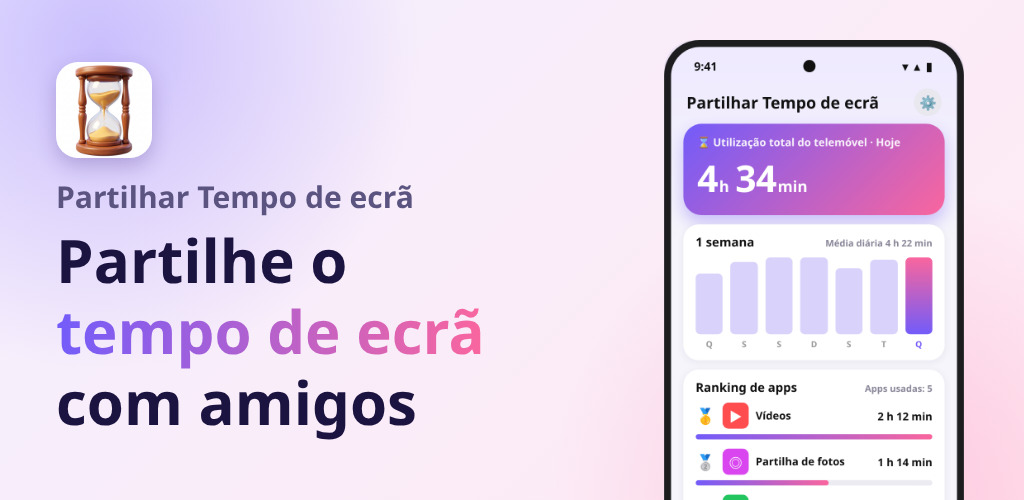 Partilhar Tempo de ecrã
Partilhe o
tempo de ecrã
com amigos
9:41
Partilhar Tempo de ecrã
Utilização total do telemóvel · Hoje
4h 34min
1 semana
Média diária 4 h 22 min
Q S S D S T Q
Ranking de apps
Apps usadas: 5
Vídeos
2 h 12 min
Partilha de fotos
1 h 14 min